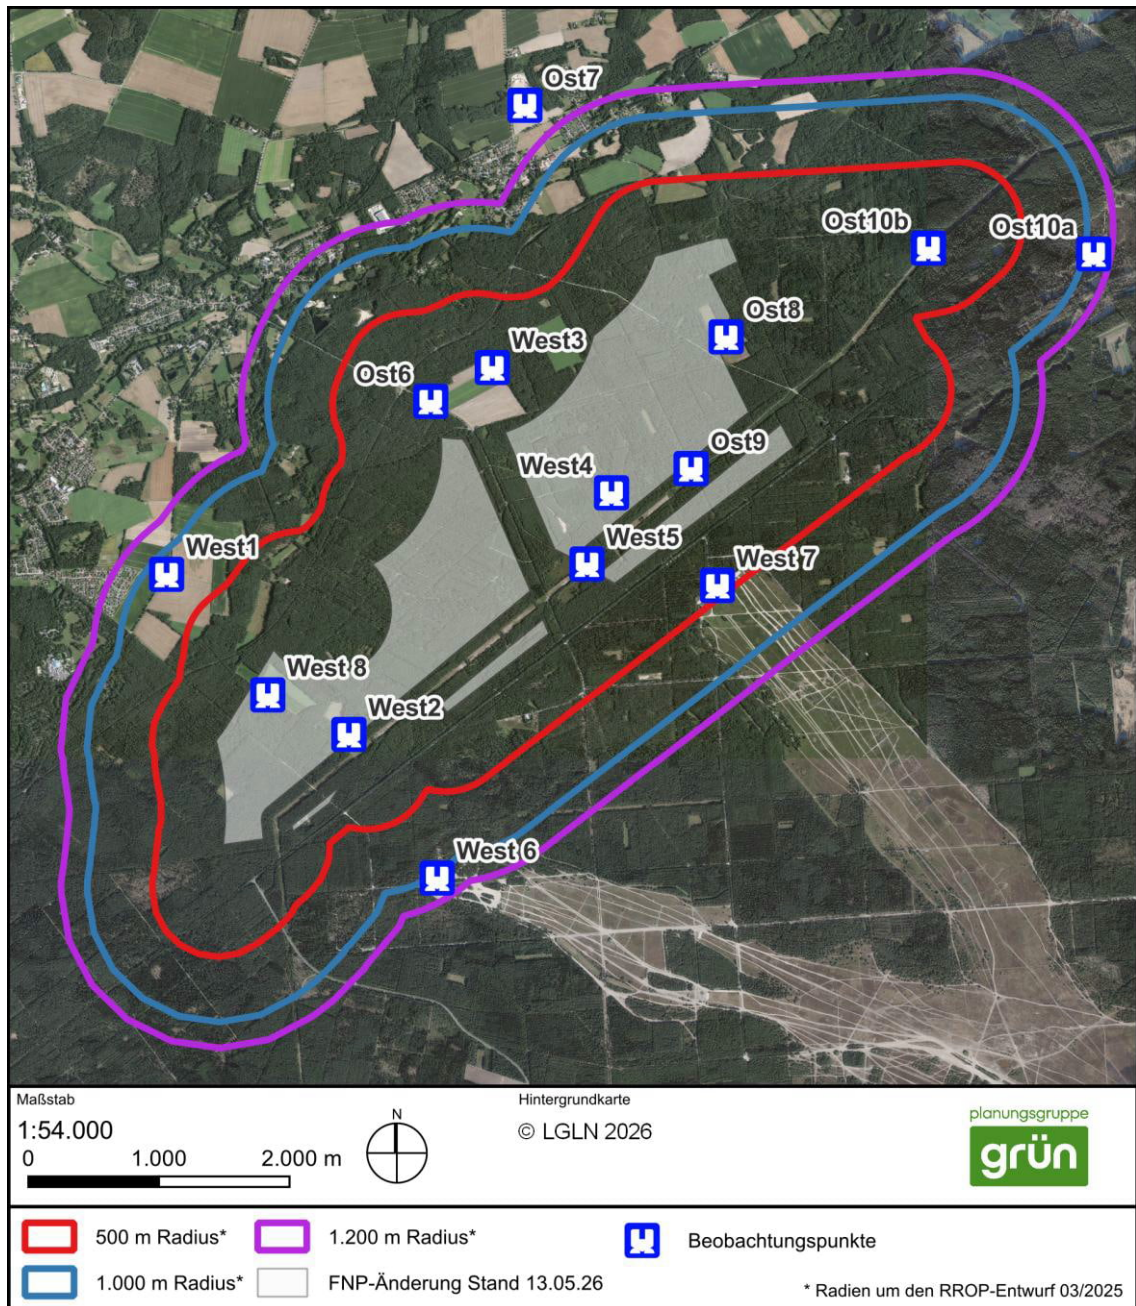 Ost7
Ost10b
Ost10a
Ost8
West3
Ost6
Ost9
West4
West5
West1
West 7
West 8
West2
West 6
Maßstab
1:54.000
0 1.000 2.000 m
N
Hintergrundkarte
© LGLN 2026
planungsgruppe
grün
500 m Radius*
1.200 m Radius*
Beobachtungspunkte
1.000 m Radius*
FNP-Änderung Stand 13.05.26
* Radien um den RROP-Entwurf 03/2025